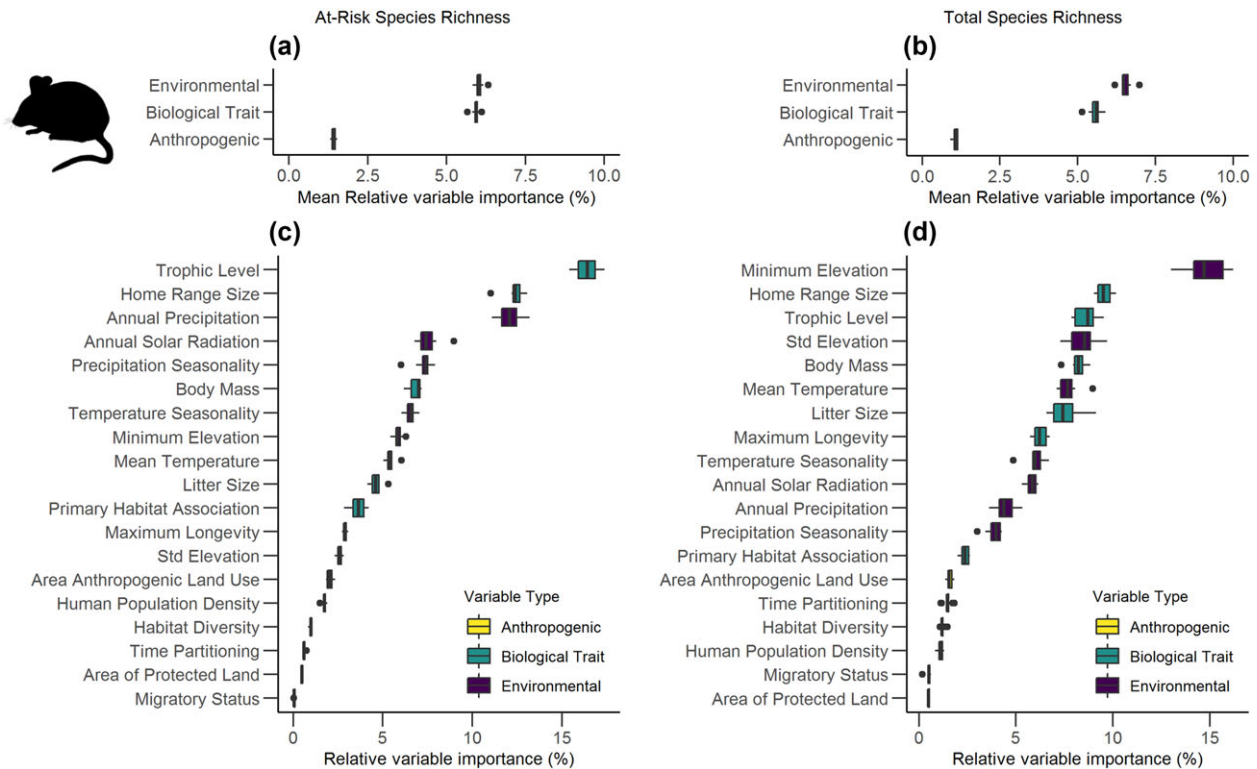 At-Risk Species Richness
(a)
Environmental
Biological Trait
Anthropogenic
0.0 2.5 5.0 7.5 10.0
Mean Relative variable importance (%)
Total Species Richness
(b)
Environmental
Biological Trait
Anthropogenic
0.0 2.5 5.0 7.5 10.0
Mean Relative variable importance (%)
(c)
Trophic Level
Home Range Size
Annual Precipitation
Annual Solar Radiation
Precipitation Seasonality
Body Mass
Temperature Seasonality
Minimum Elevation
Mean Temperature
Litter Size
Primary Habitat Association
Maximum Longevity
Std Elevation
Area Anthropogenic Land Use
Human Population Density
Habitat Diversity
Time Partitioning
Area of Protected Land
Migratory Status
Variable Type
Anthropogenic
Biological Trait
Environmental
0 5 10 15
Relative variable importance (%)
(d)
Minimum Elevation
Home Range Size
Trophic Level
Std Elevation
Body Mass
Mean Temperature
Litter Size
Maximum Longevity
Temperature Seasonality
Annual Solar Radiation
Annual Precipitation
Precipitation Seasonality
Primary Habitat Association
Area Anthropogenic Land Use
Time Partitioning
Habitat Diversity
Human Population Density
Migratory Status
Area of Protected Land
Variable Type
Anthropogenic
Biological Trait
Environmental
0 5 10 15
Relative variable importance (%)